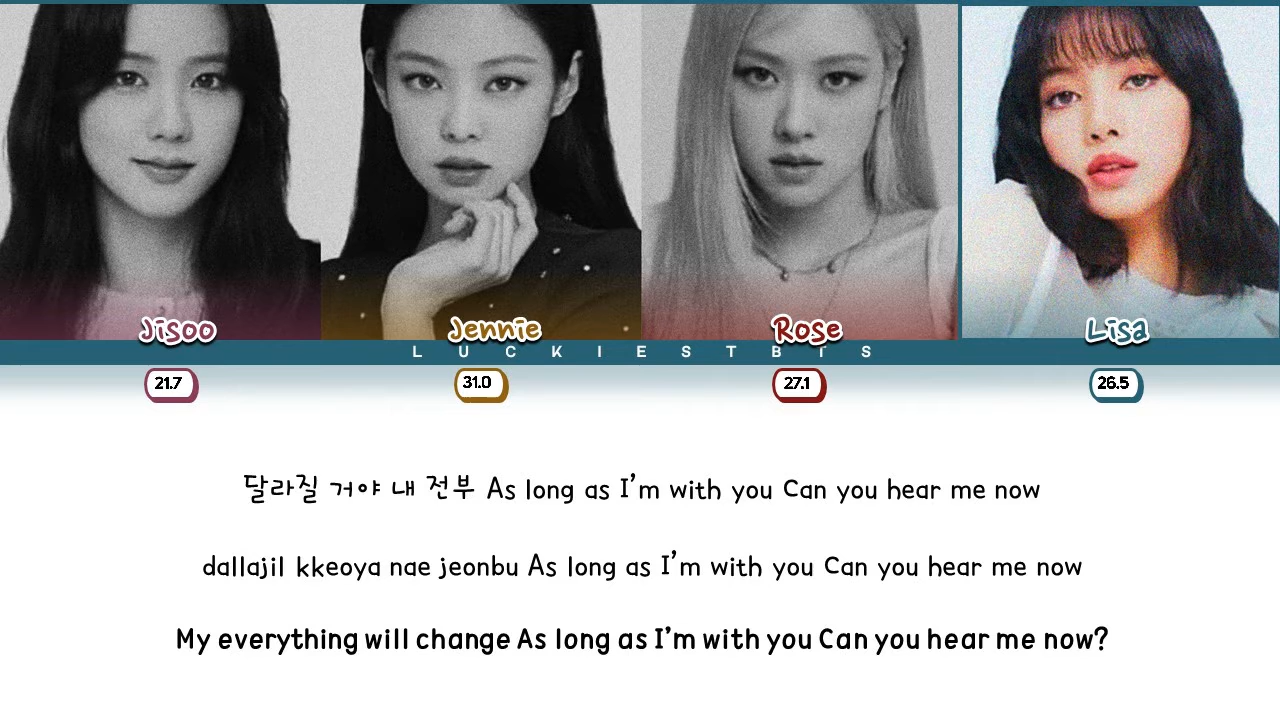 Jisoo Jennie Rose Lisa
LUCKIESTBTS
21.7 31.0 27.1 26.5
달라질 거야 내 전부 As long as I'm with you Can you hear me now
dallajil kkeoya nae jeonbu As long as I'm with you Can you hear me now
My everything will change As long as I'm with you Can you hear me now?